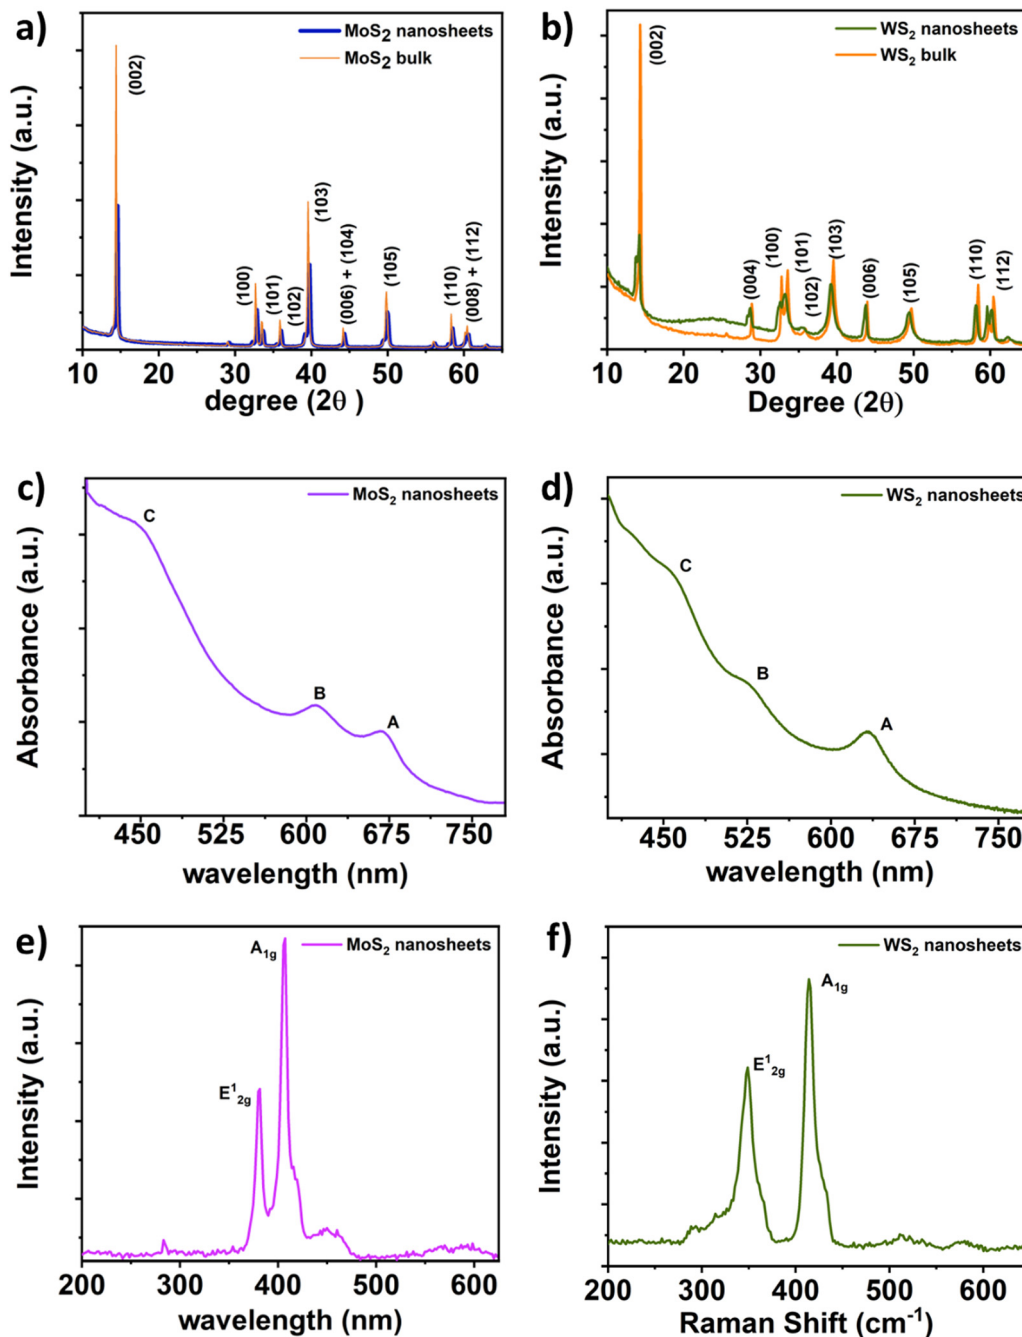 a)
MoS2 nanosheets
MoS2 bulk
(002)
(100)
(101)
(102)
(103)
(006) + (104)
(105)
(110)
(008) + (112)
Intensity (a.u.)
10 20 30 40 50 60
degree (2θ )
b)
WS2 nanosheets
WS2 bulk
(002)
(004)
(100)
(101)
(102)
(103)
(006)
(105)
(110)
(112)
Intensity (a.u.)
10 20 30 40 50 60
Degree (2θ)
c)
MoS2 nanosheets
C
B
A
Absorbance (a.u.)
450 525 600 675 750
wavelength (nm)
d)
WS2 nanosheets
C
B
A
Absorbance (a.u.)
450 525 600 675 750
wavelength (nm)
e)
MoS2 nanosheets
A1g
E¹2g
Intensity (a.u.)
200 300 400 500 600
wavelength (nm)
f)
WS2 nanosheets
A1g
E¹2g
Intensity (a.u.)
200 300 400 500 600
Raman Shift (cm⁻¹)